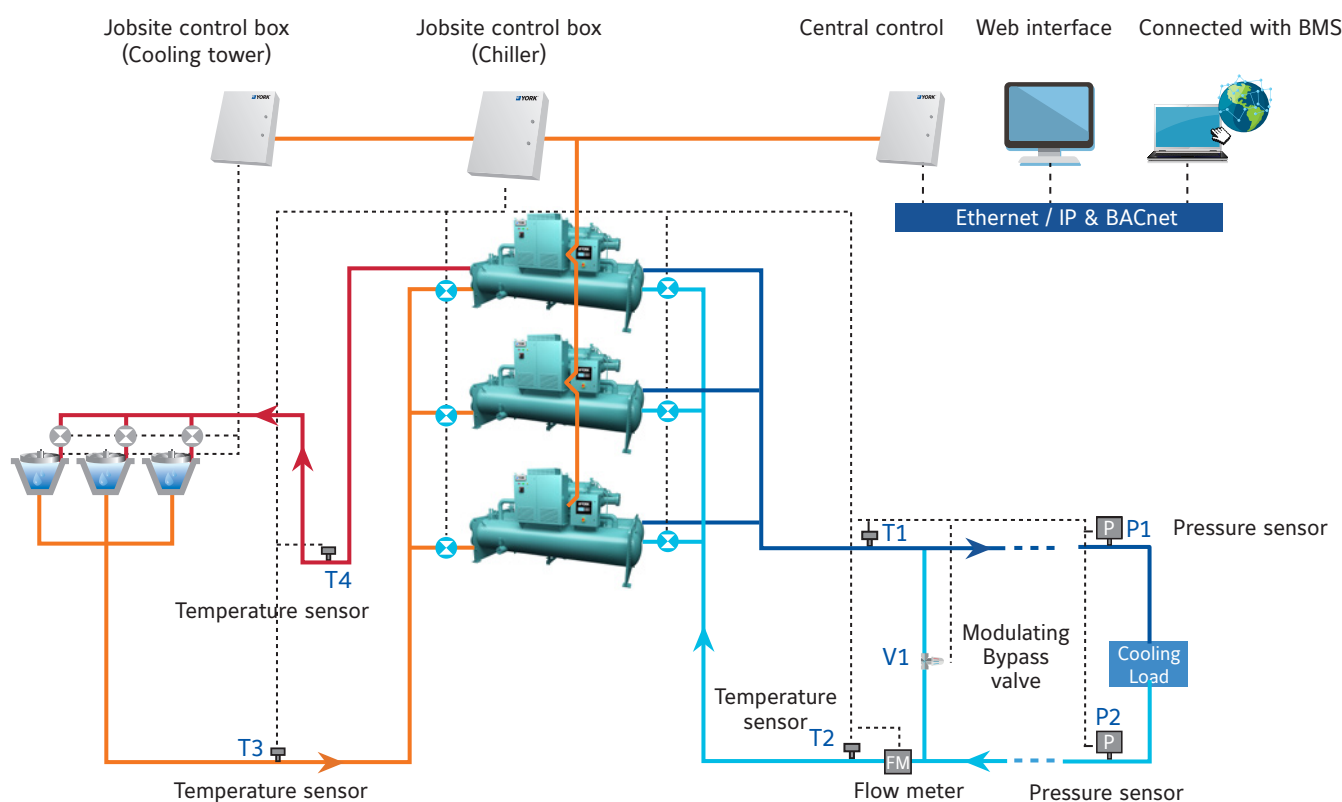 Jobsite control box
(Cooling tower)
Jobsite control box
(Chiller)
Central control
Web interface
Connected with BMS
YORK
YORK
YORK
Ethernet / IP & BACnet
T4
Temperature sensor
T1
P
P1
Pressure sensor
V1
Modulating
Bypass
valve
Cooling
Load
Temperature
sensor
T2
P2
P
T3
FM
Temperature sensor
Flow meter
Pressure sensor